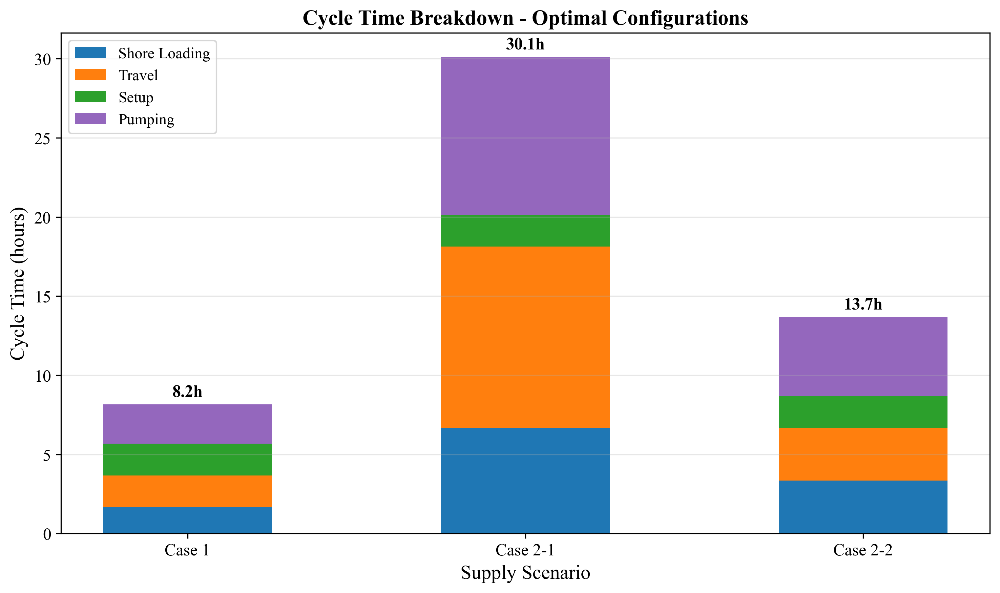 Cycle Time Breakdown - Optimal Configurations
Shore Loading
Travel
Setup
Pumping
30.1h
13.7h
8.2h
Cycle Time (hours)
30
25
20
15
10
5
0
Case 1
Case 2-1
Case 2-2
Supply Scenario